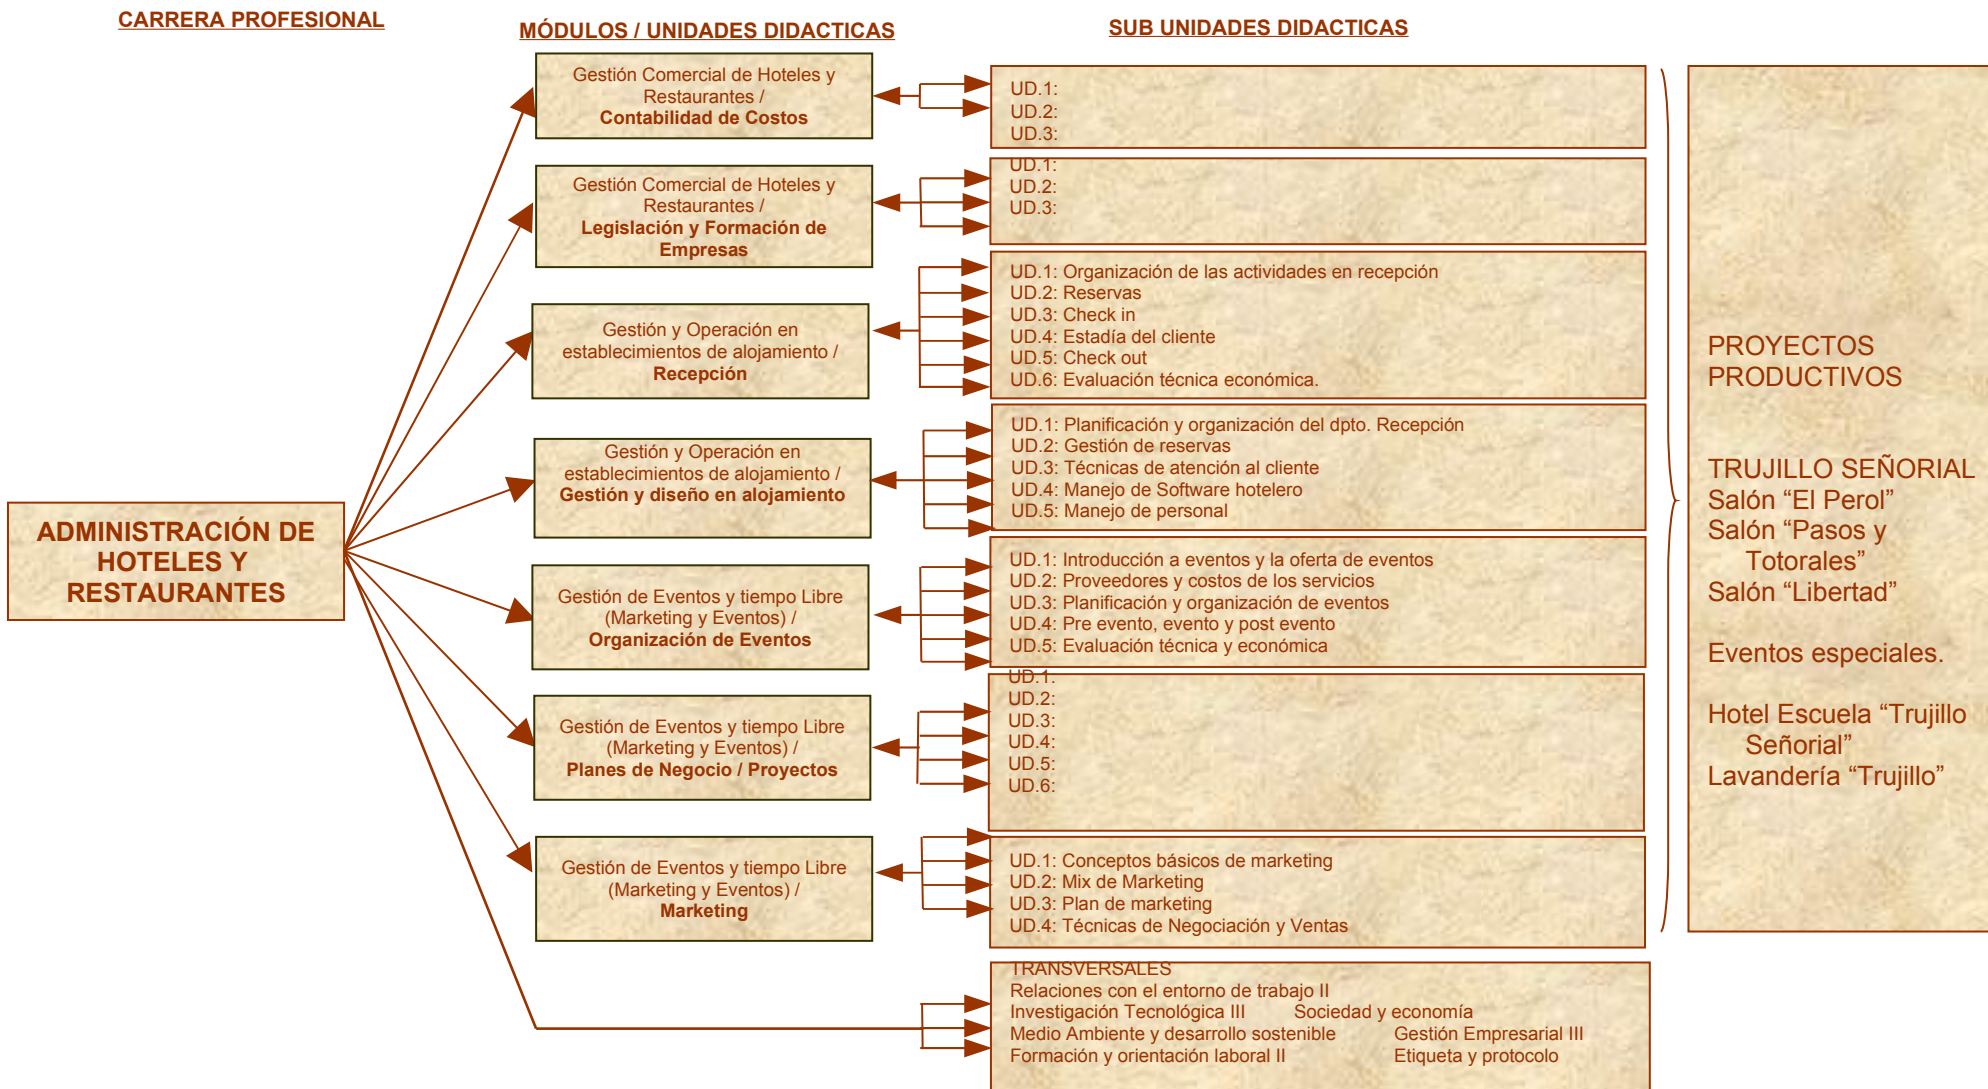 CARRERA PROFESIONAL
MÓDULOS / UNIDADES DIDACTICAS
SUB UNIDADES DIDACTICAS
ADMINISTRACIÓN DE
HOTELES Y
RESTAURANTES
Gestión Comercial de Hoteles y
Restaurantes /
Contabilidad de Costos
UD.1:
UD.2:
UD.3:
Gestión Comercial de Hoteles y
Restaurantes /
Legislación y Formación de
Empresas
UD.1:
UD.2:
UD.3:
Gestión y Operación en
establecimientos de alojamiento /
Recepción
UD.1: Organización de las actividades en recepción
UD.2: Reservas
UD.3: Check in
UD.4: Estadía del cliente
UD.5: Check out
UD.6: Evaluación técnica económica.
Gestión y Operación en
establecimientos de alojamiento /
Gestión y diseño en alojamiento
UD.1: Planificación y organización del dpto. Recepción
UD.2: Gestión de reservas
UD.3: Técnicas de atención al cliente
UD.4: Manejo de Software hotelero
UD.5: Manejo de personal
Gestión de Eventos y tiempo Libre
(Marketing y Eventos) /
Organización de Eventos
UD.1: Introducción a eventos y la oferta de eventos
UD.2: Proveedores y costos de los servicios
UD.3: Planificación y organización de eventos
UD.4: Pre evento, evento y post evento
UD.5: Evaluación técnica y económica
Gestión de Eventos y tiempo Libre
(Marketing y Eventos) /
Planes de Negocio / Proyectos
UD.1:
UD.2:
UD.3:
UD.4:
UD.5:
UD.6:
Gestión de Eventos y tiempo Libre
(Marketing y Eventos) /
Marketing
UD.1: Conceptos básicos de marketing
UD.2: Mix de Marketing
UD.3: Plan de marketing
UD.4: Técnicas de Negociación y Ventas
TRANSVERSALES
Relaciones con el entorno de trabajo II
Investigación Tecnológica III Sociedad y economía
Medio Ambiente y desarrollo sostenible Gestión Empresarial III
Formación y orientación laboral II Etiqueta y protocolo
PROYECTOS
PRODUCTIVOS
TRUJILLO SEÑORIAL
Salón “El Perol”
Salón “Pasos y
Totorales”
Salón “Libertad”
Eventos especiales.
Hotel Escuela “Trujillo
Señorial”
Lavandería “Trujillo”